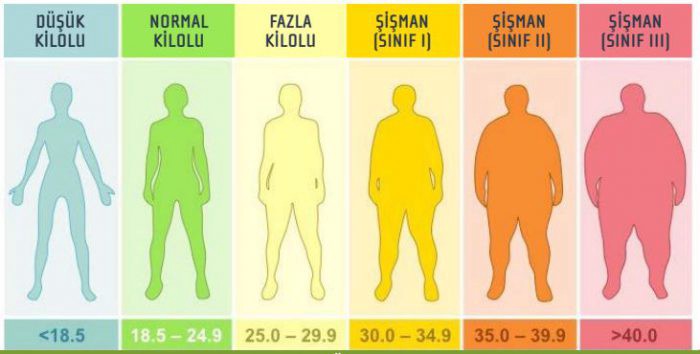 DÜŞÜK
KİLOLU
NORMAL
KİLOLU
FAZLA
KİLOLU
ŞİŞMAN
(SINIF I)
ŞİŞMAN
(SINIF II)
ŞİŞMAN
(SINIF III)
<18.5
18.5 – 24.9
25.0 – 29.9
30.0 – 34.9
35.0 – 39.9
>40.0